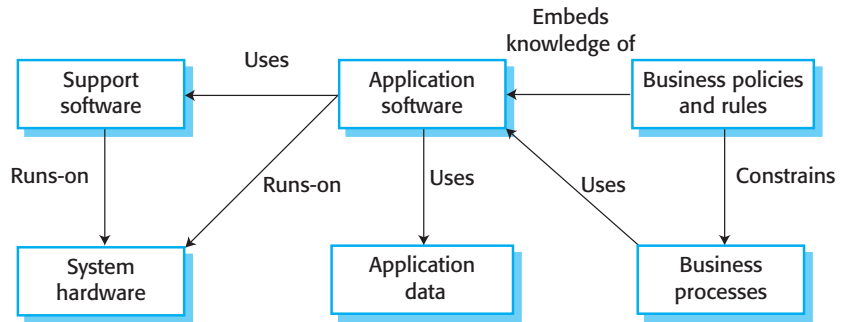 Embeds
knowledge of
Uses
Support
software
Application
software
Business policies
and rules
Runs-on
Runs-on
Uses
Uses
Constrains
System
hardware
Application
data
Business
processes